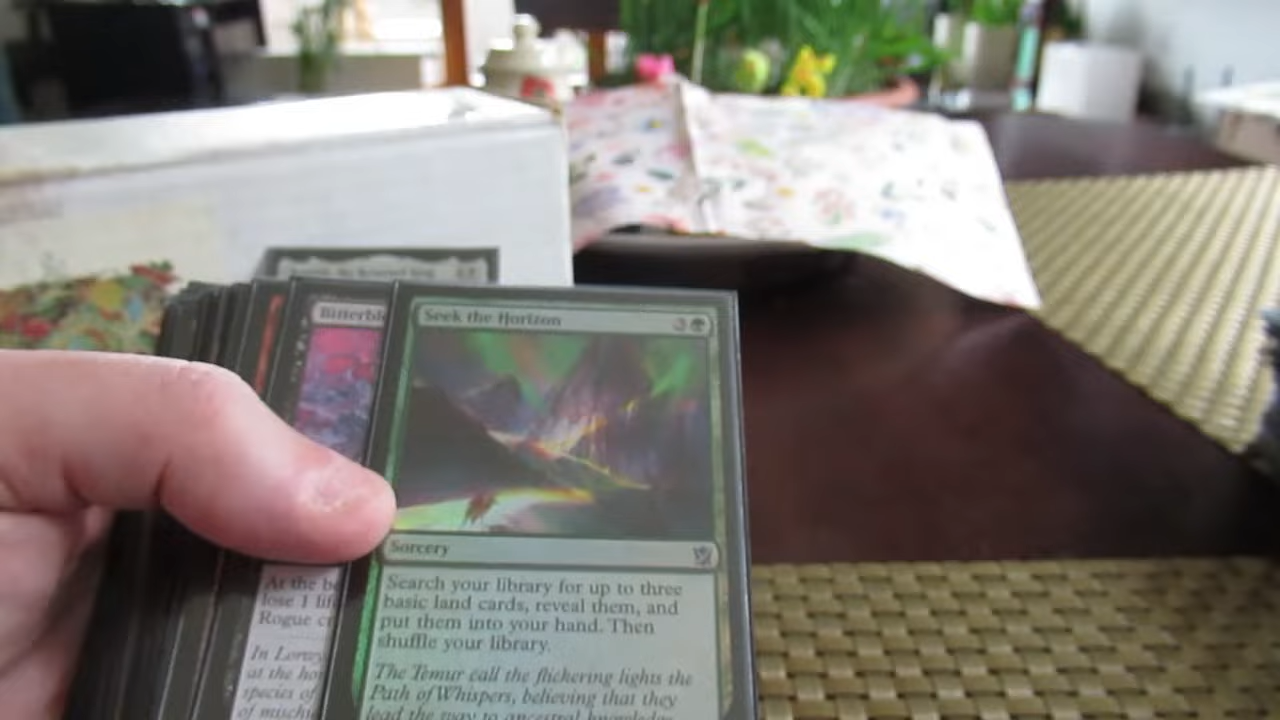 Seek the Horizon
3
Sorcery
Search your library for up to three
basic land cards, reveal them, and
put them into your hand. Then
shuffle your library.
The Temur call the flickering lights the
Path of Whispers, believing that they
lead the way to ancestral knowledge
Bitterbl
At the be
lose 1 life
Rogue cr
In Lorwy
at the ho
species of
of mischi